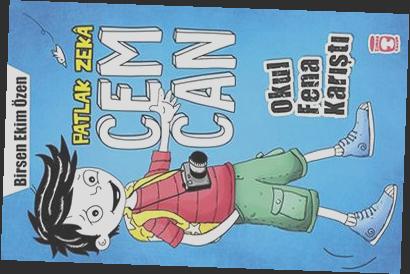 Birsen Ekim Özen
PATLAK ZEKÂ
CEM
CAN
Okul
Fena
Karıştı